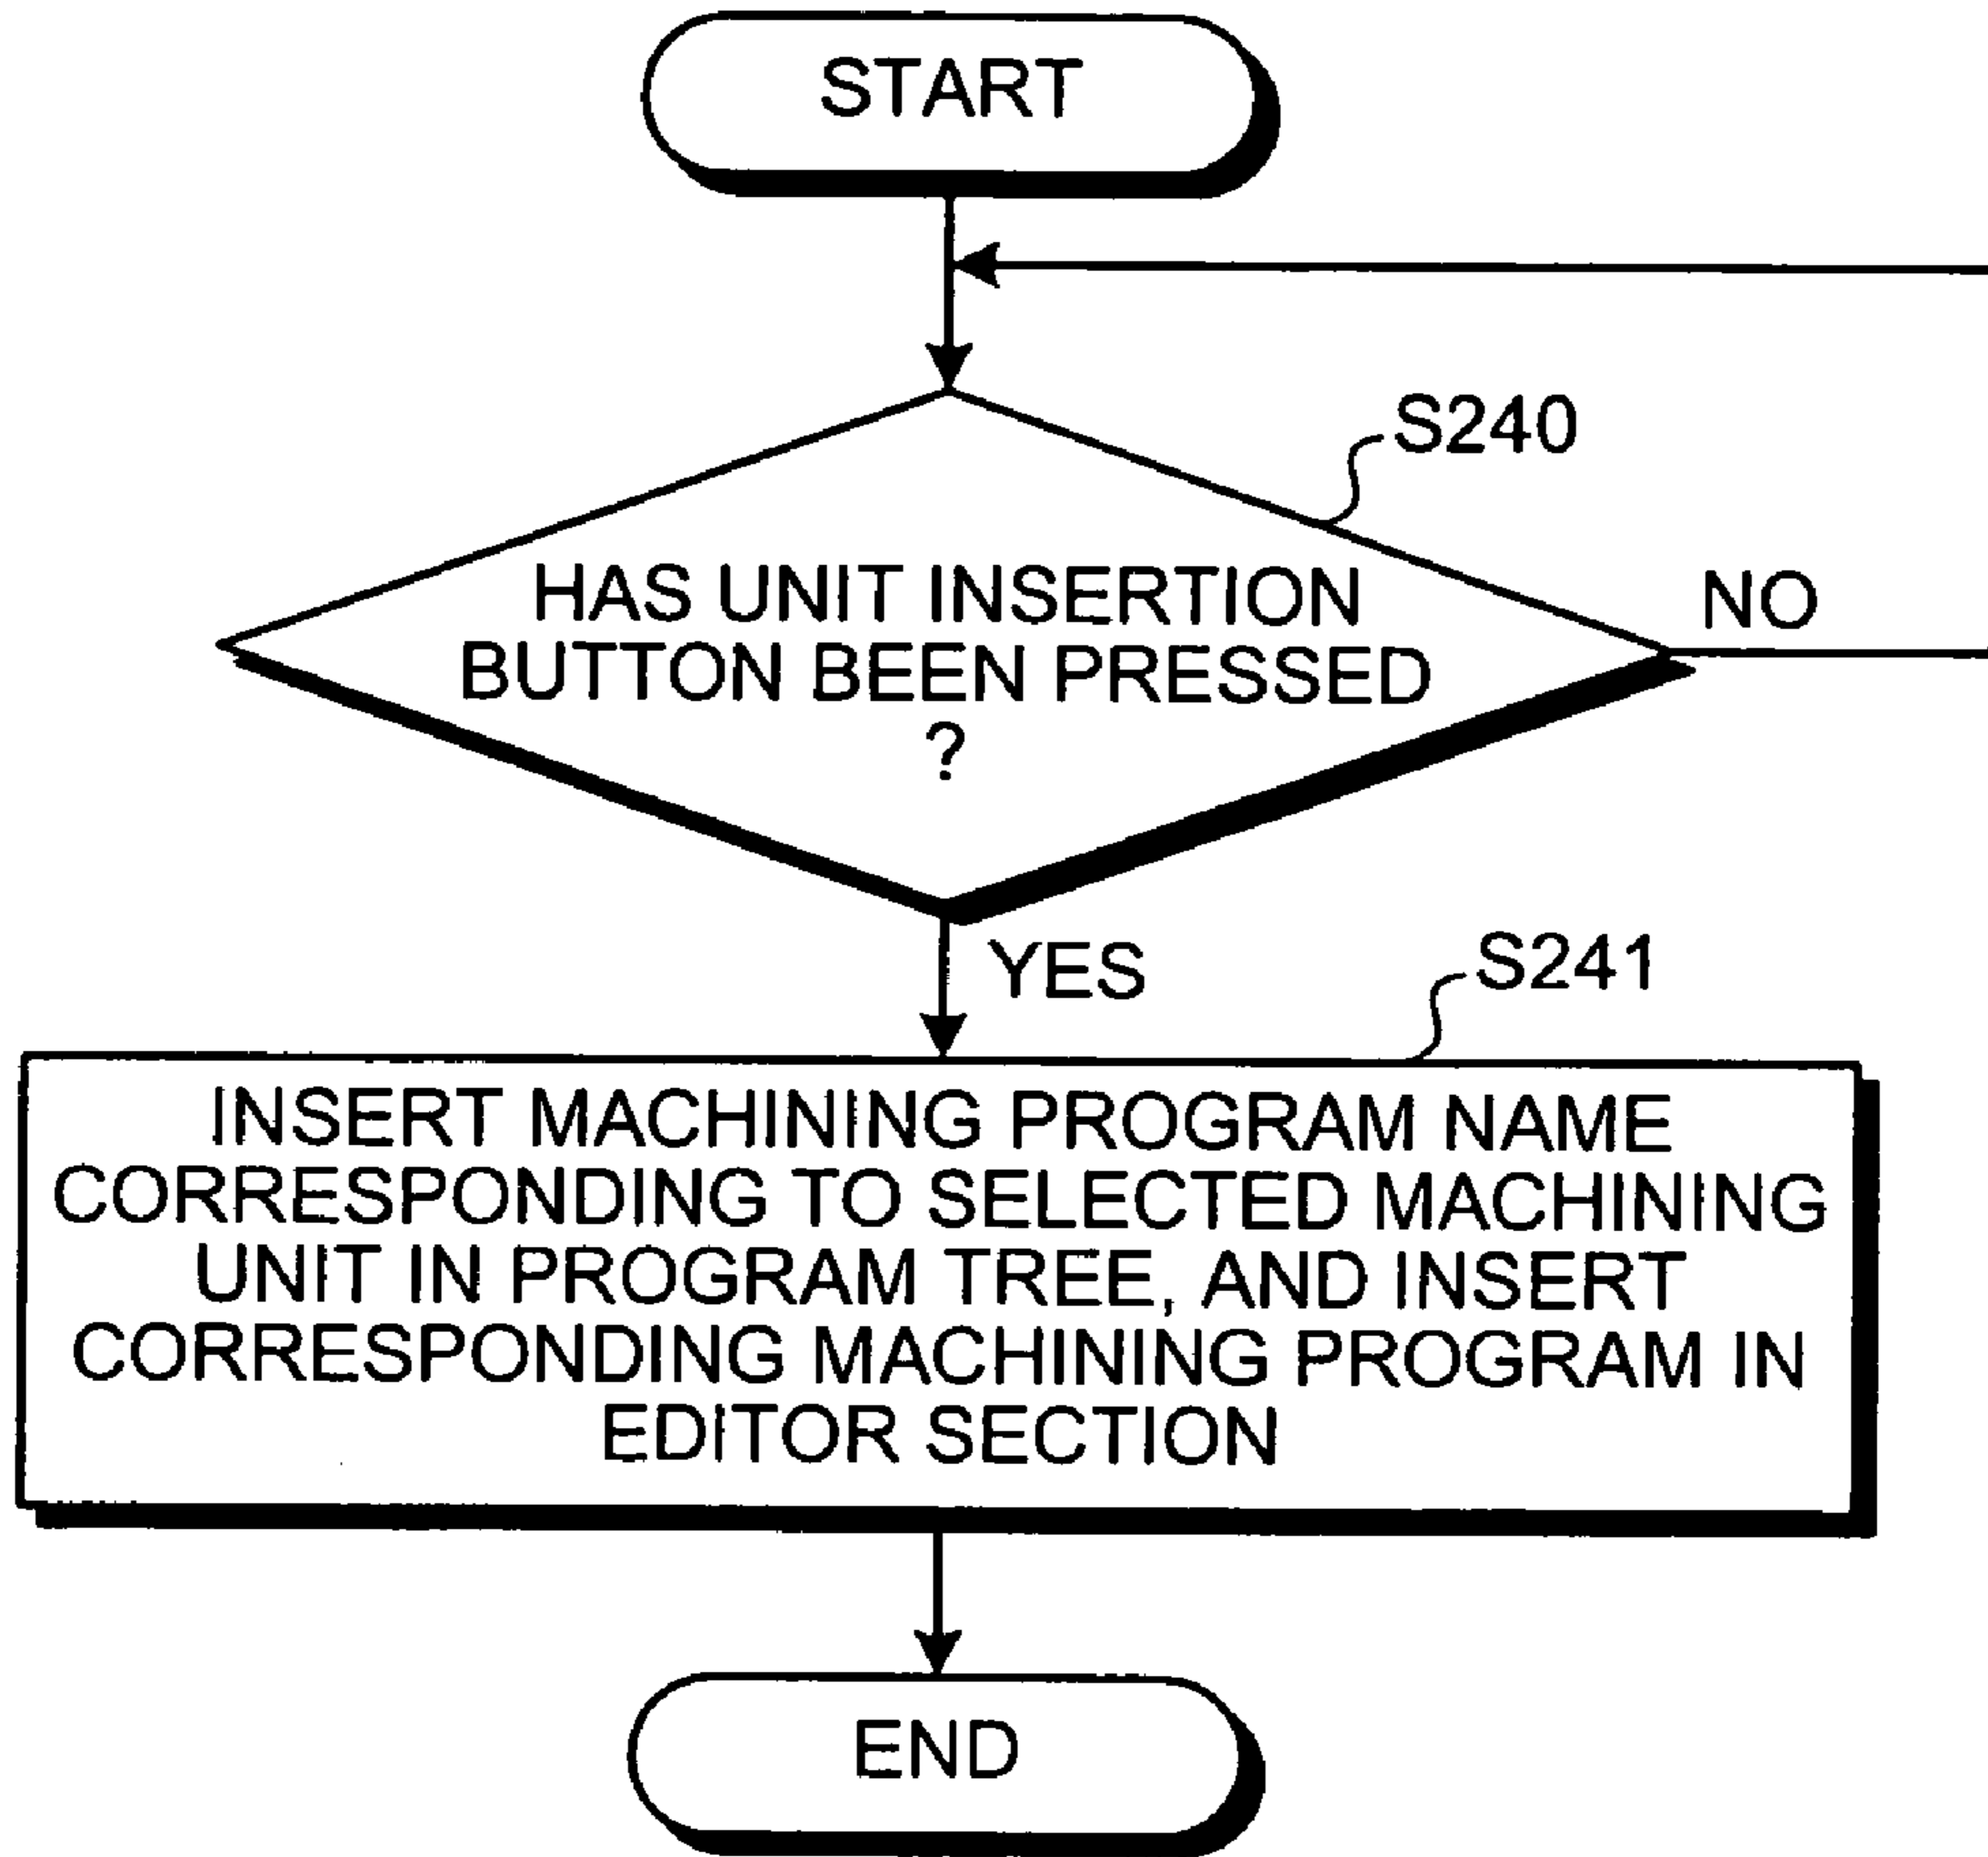 START
S240
HAS UNIT INSERTION
BUTTON BEEN PRESSED
?
NO
YES
S241
INSERT MACHINING PROGRAM NAME
CORRESPONDING TO SELECTED MACHINING
UNIT IN PROGRAM TREE, AND INSERT
CORRESPONDING MACHINING PROGRAM IN
EDITOR SECTION
END